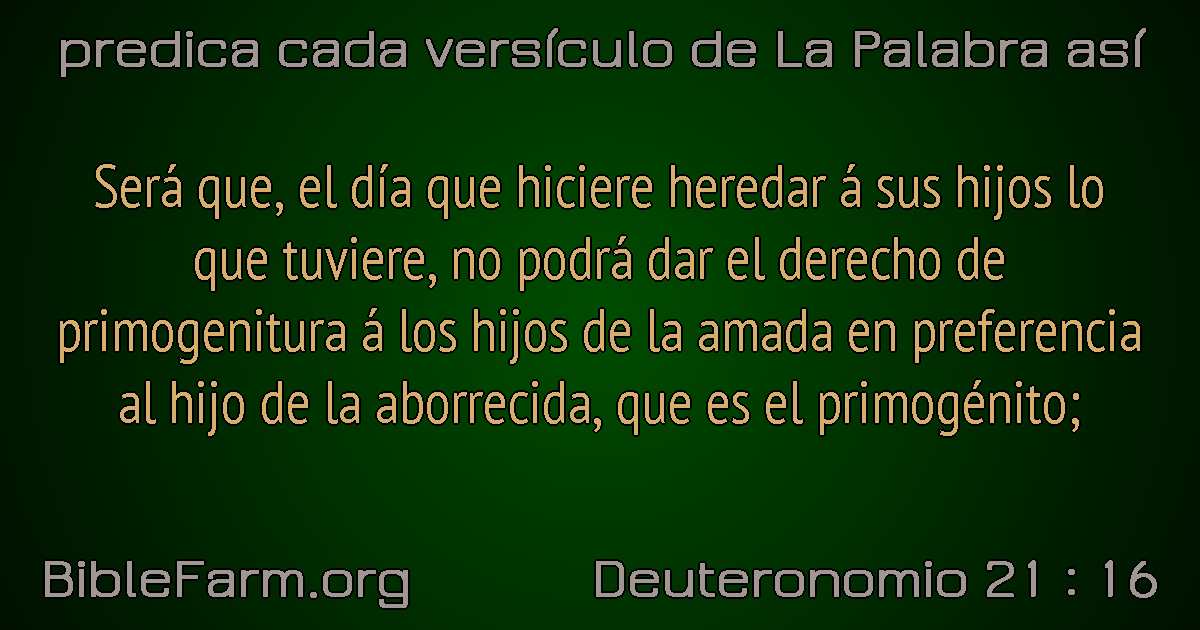 predica cada versículo de La Palabra así
Será que, el día que hiciere heredar á sus hijos lo
que tuviere, no podrá dar el derecho de
primogenitura á los hijos de la amada en preferencia
al hijo de la aborrecida, que es el primogénito;
BibleFarm.org
Deuteronomio 21 : 16